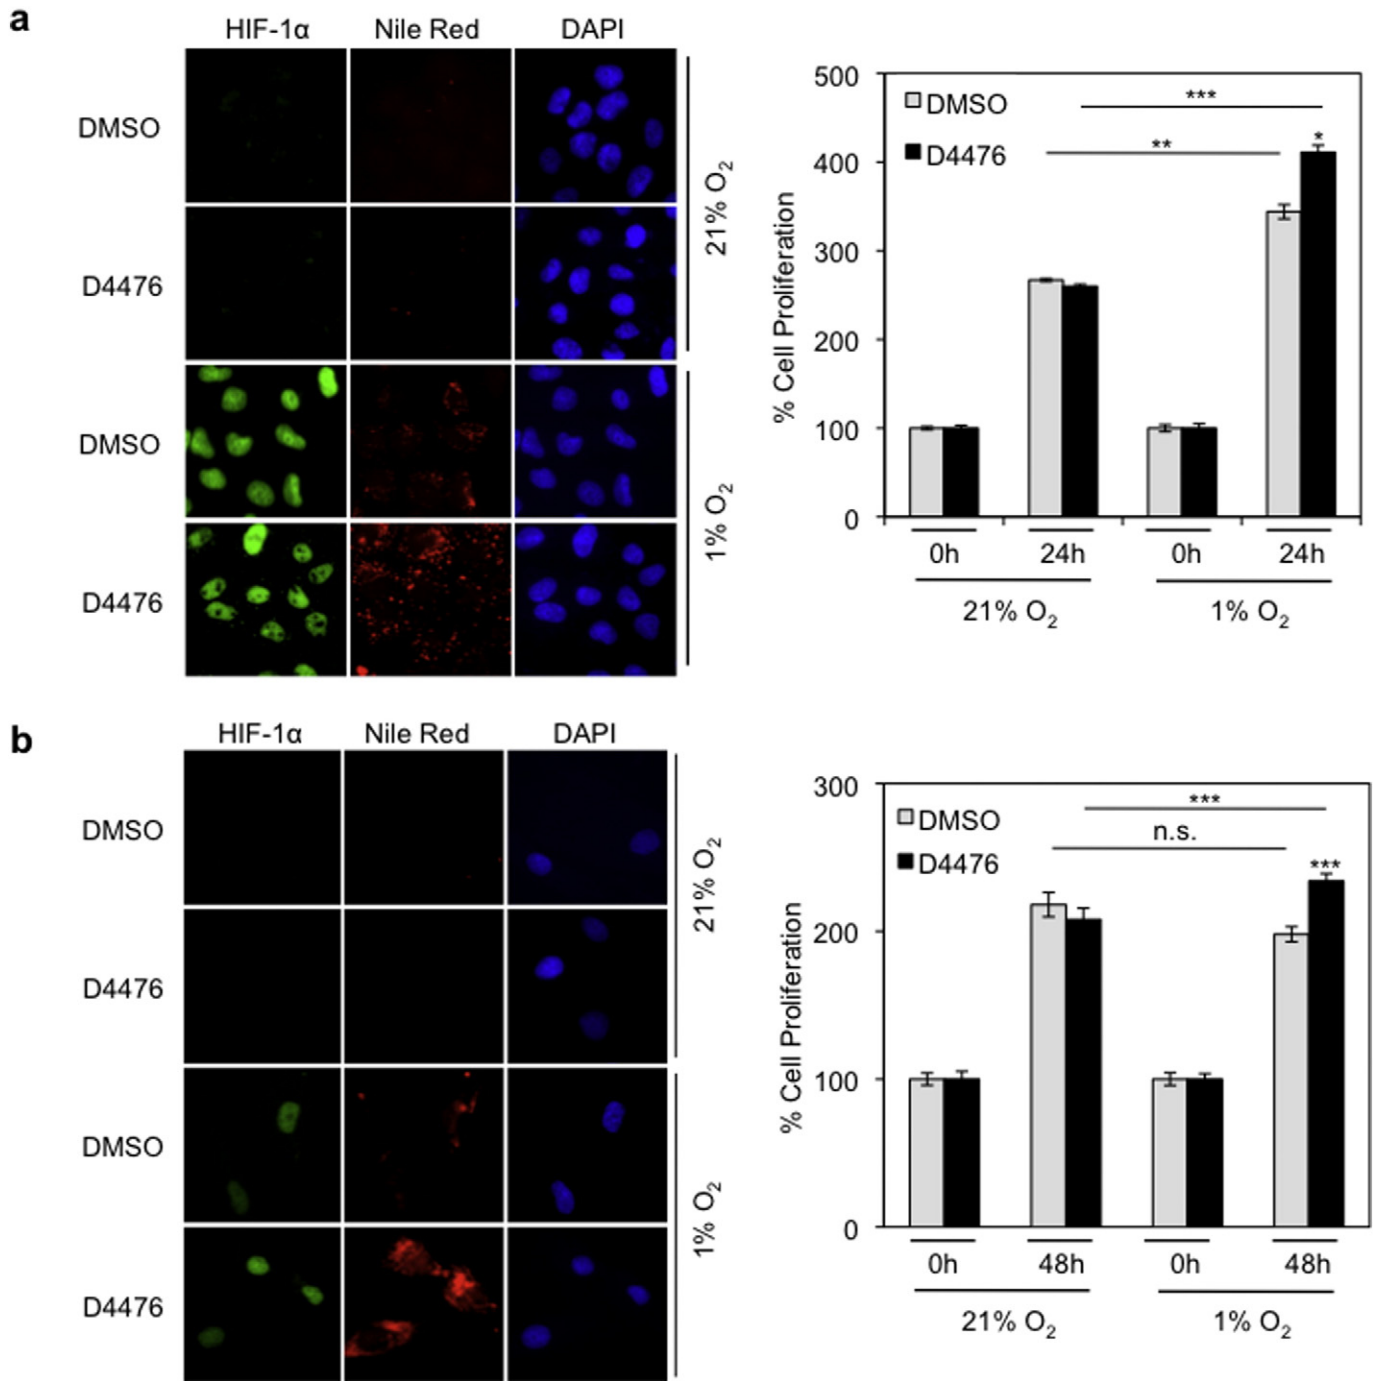 a
HIF-1α Nile Red DAPI
DMSO
D4476
DMSO
D4476
21% O₂
1% O₂
500
400
300
200
100
0
% Cell Proliferation
DMSO
D4476
***
**
*
0h 24h 0h 24h
21% O₂ 1% O₂
b
HIF-1α Nile Red DAPI
DMSO
D4476
DMSO
D4476
21% O₂
1% O₂
300
200
100
0
% Cell Proliferation
DMSO
D4476
***
n.s.
***
0h 48h 0h 48h
21% O₂ 1% O₂